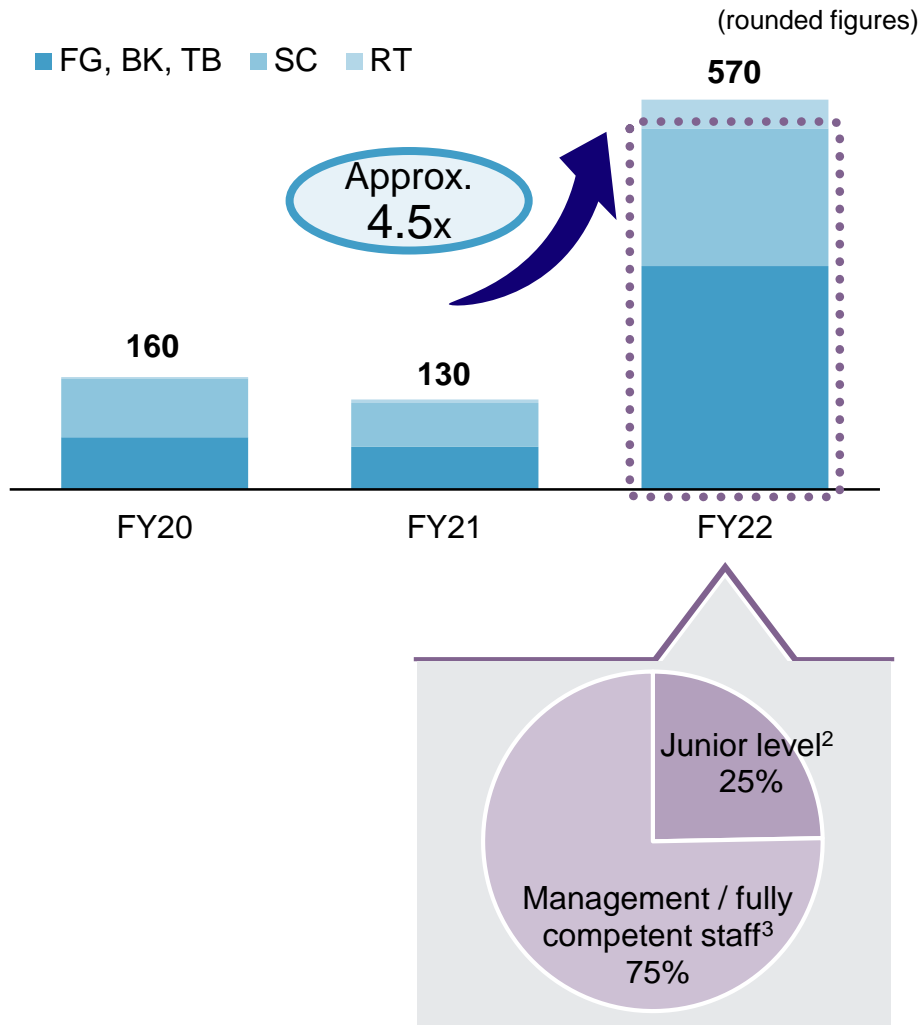 (rounded figures)
FG, BK, TB SC RT
570
Approx.
4.5x
160
130
FY20 FY21 FY22
Junior level2
25%
Management / fully
competent staff3
75%